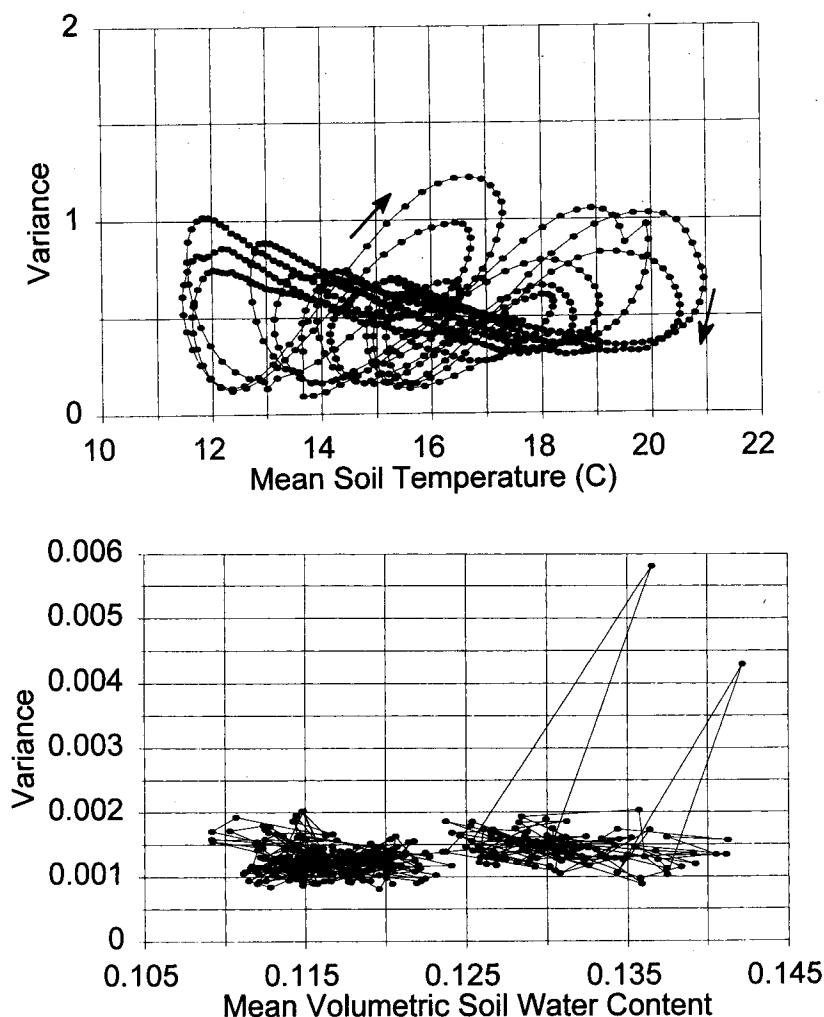 2
1
0
Variance
10 12 14 16 18 20 22
Mean Soil Temperature (C)
0.006
0.005
0.004
0.003
0.002
0.001
0
Variance
0.105 0.115 0.125 0.135 0.145
Mean Volumetric Soil Water Content